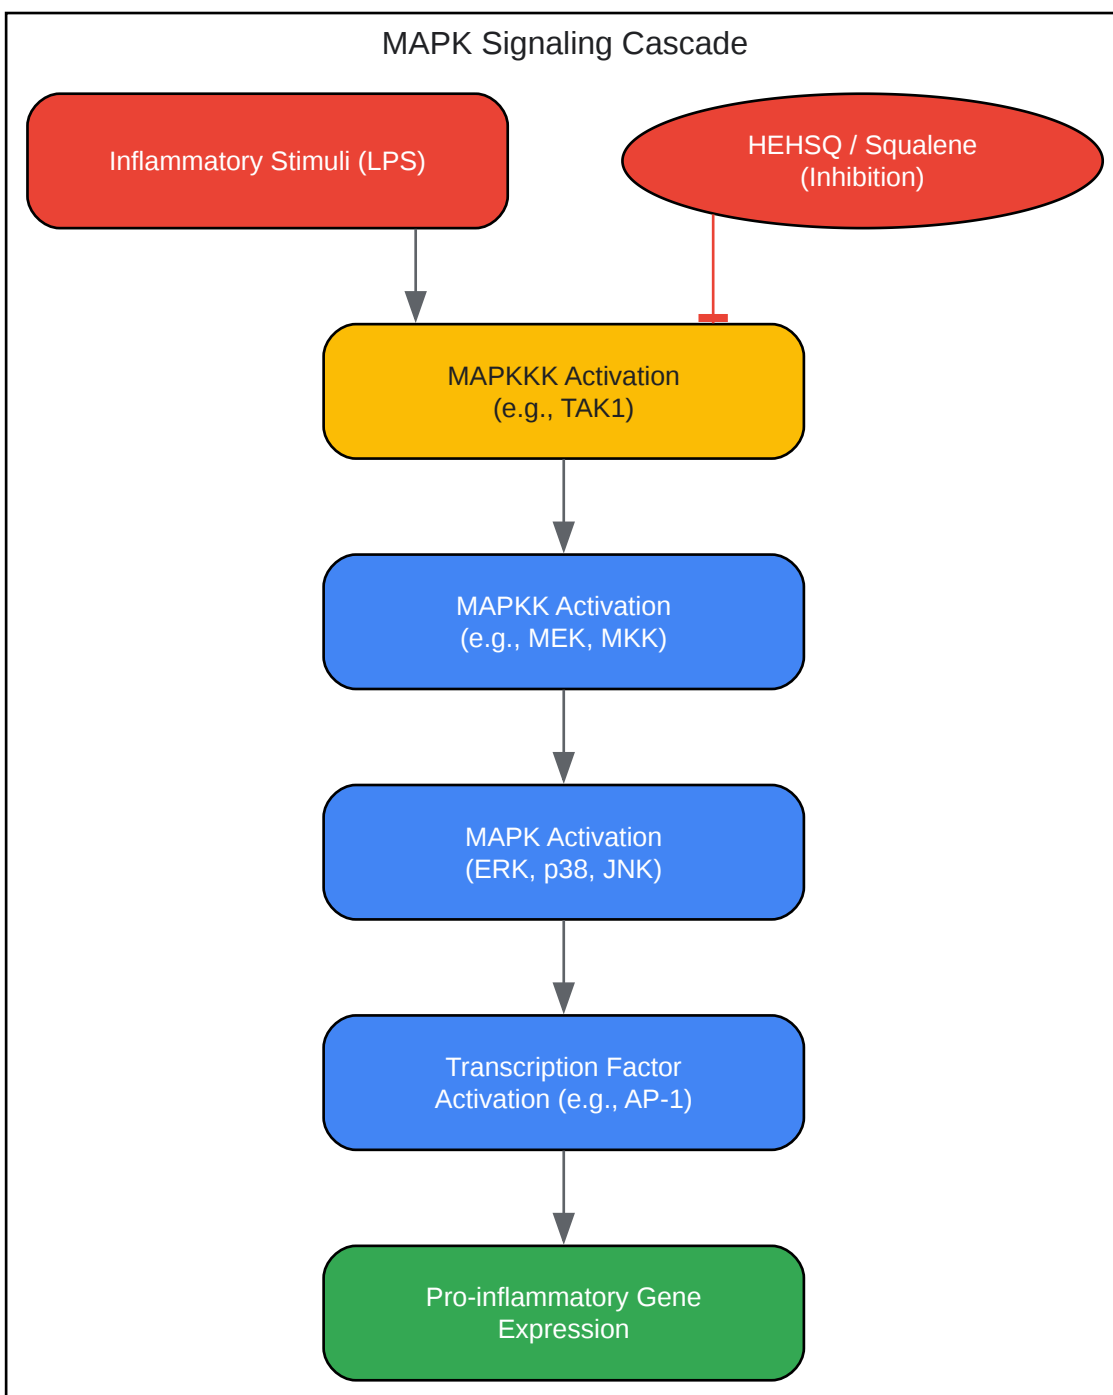 MAPK Signaling Cascade
Inflammatory Stimuli (LPS)
HEHSQ / Squalene
(Inhibition)
MAPKKK Activation
(e.g., TAK1)
MAPKK Activation
(e.g., MEK, MKK)
MAPK Activation
(ERK, p38, JNK)
Transcription Factor
Activation (e.g., AP-1)
Pro-inflammatory Gene
Expression